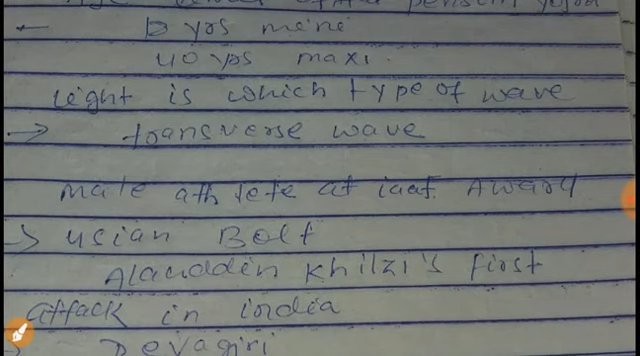 ← yrs mini
40 yrs maxi.
Light is which type of wave
→ transverse wave
male athlete at iaaf. Award
→ usian Bolt
Alauddin Khilzi's first
attack in india
Devagiri